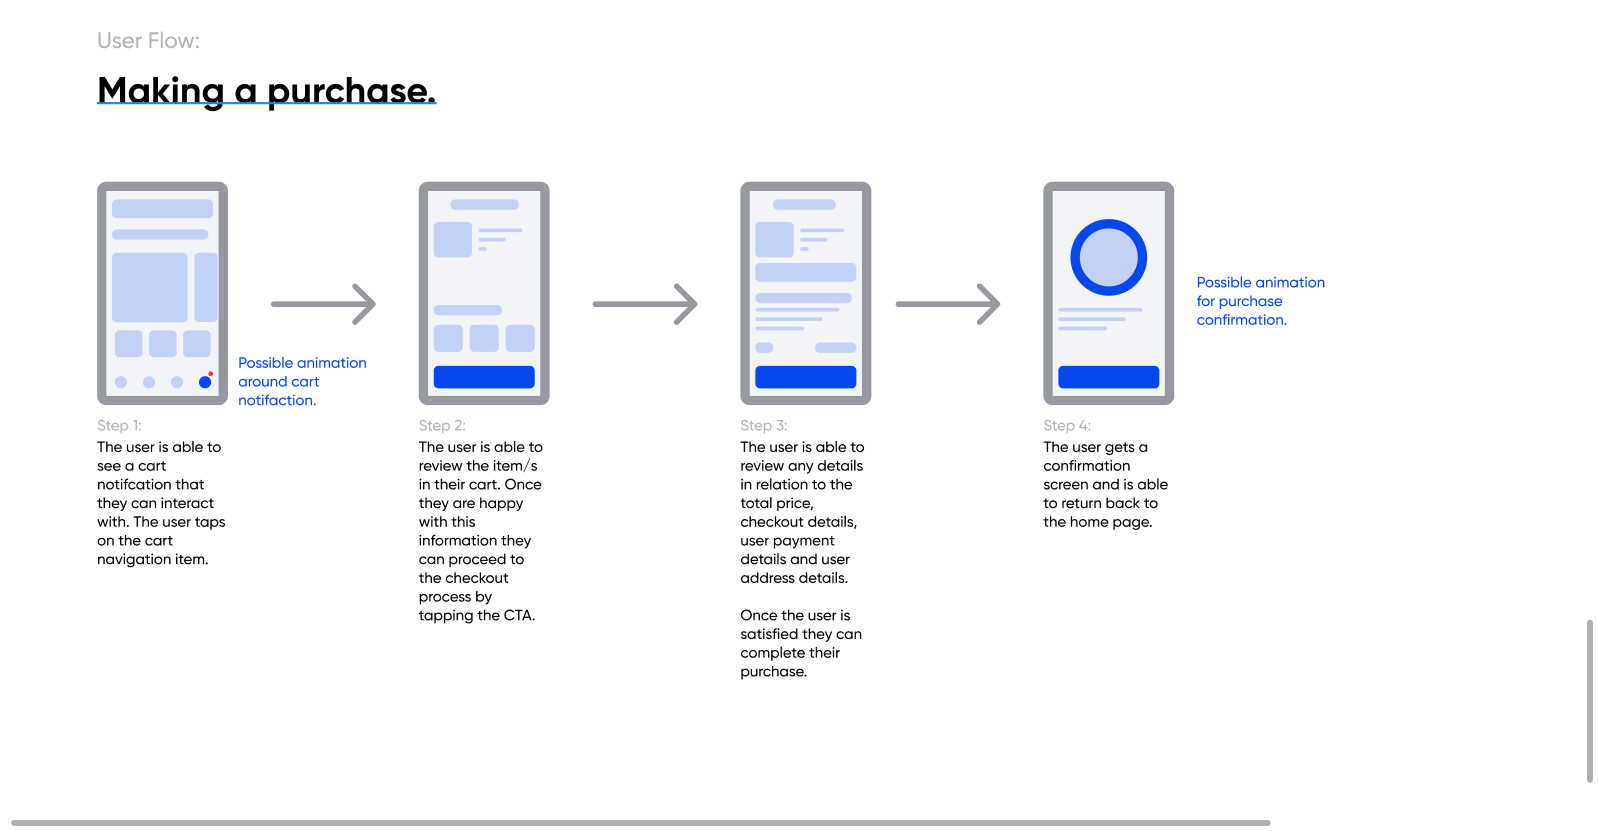 User Flow:
Making a purchase.
Possible animation
around cart
notifaction.
Possible animation
for purchase
confirmation.
Step 1:
The user is able to
see a cart
notifcation that
they can interact
with. The user taps
on the cart
navigation item.
Step 2:
The user is able to
review the item/s
in their cart. Once
they are happy
with this
information they
can proceed to
the checkout
process by
tapping the CTA.
Step 3:
The user is able to
review any details
in relation to the
total price,
checkout details,
user payment
details and user
address details.
Once the user is
satisfied they can
complete their
purchase.
Step 4:
The user gets a
confirmation
screen and is able
to return back to
the home page.